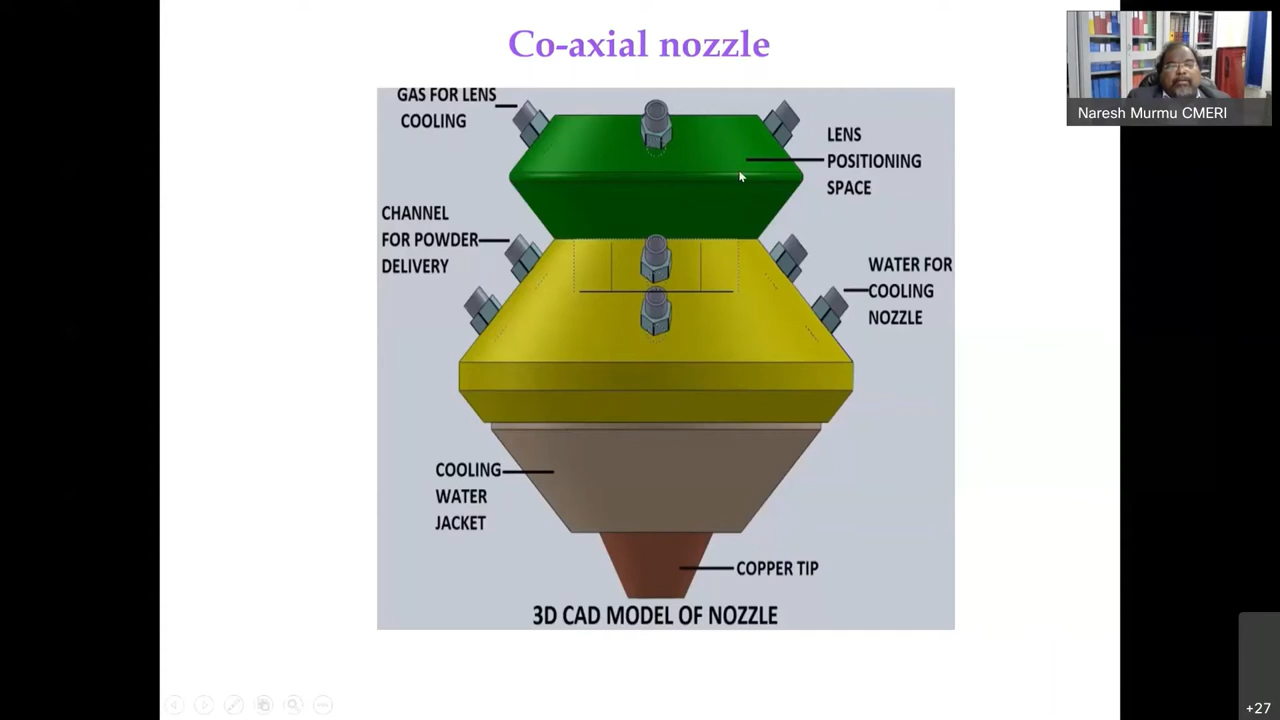 Co-axial nozzle
GAS FOR LENS
COOLING
LENS
POSITIONING
SPACE
CHANNEL
FOR POWDER
DELIVERY
WATER FOR
COOLING
NOZZLE
COOLING
WATER
JACKET
COPPER TIP
3D CAD MODEL OF NOZZLE
Naresh Murmu CMERI
+27